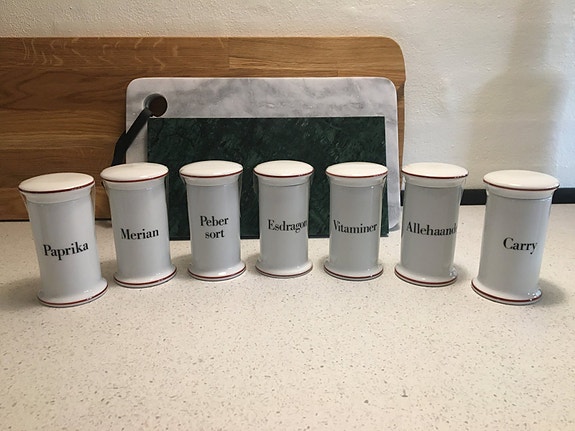 Paprika
Merian
Peber
sort
Esdragon
Vitaminer
Allehaand
Carry